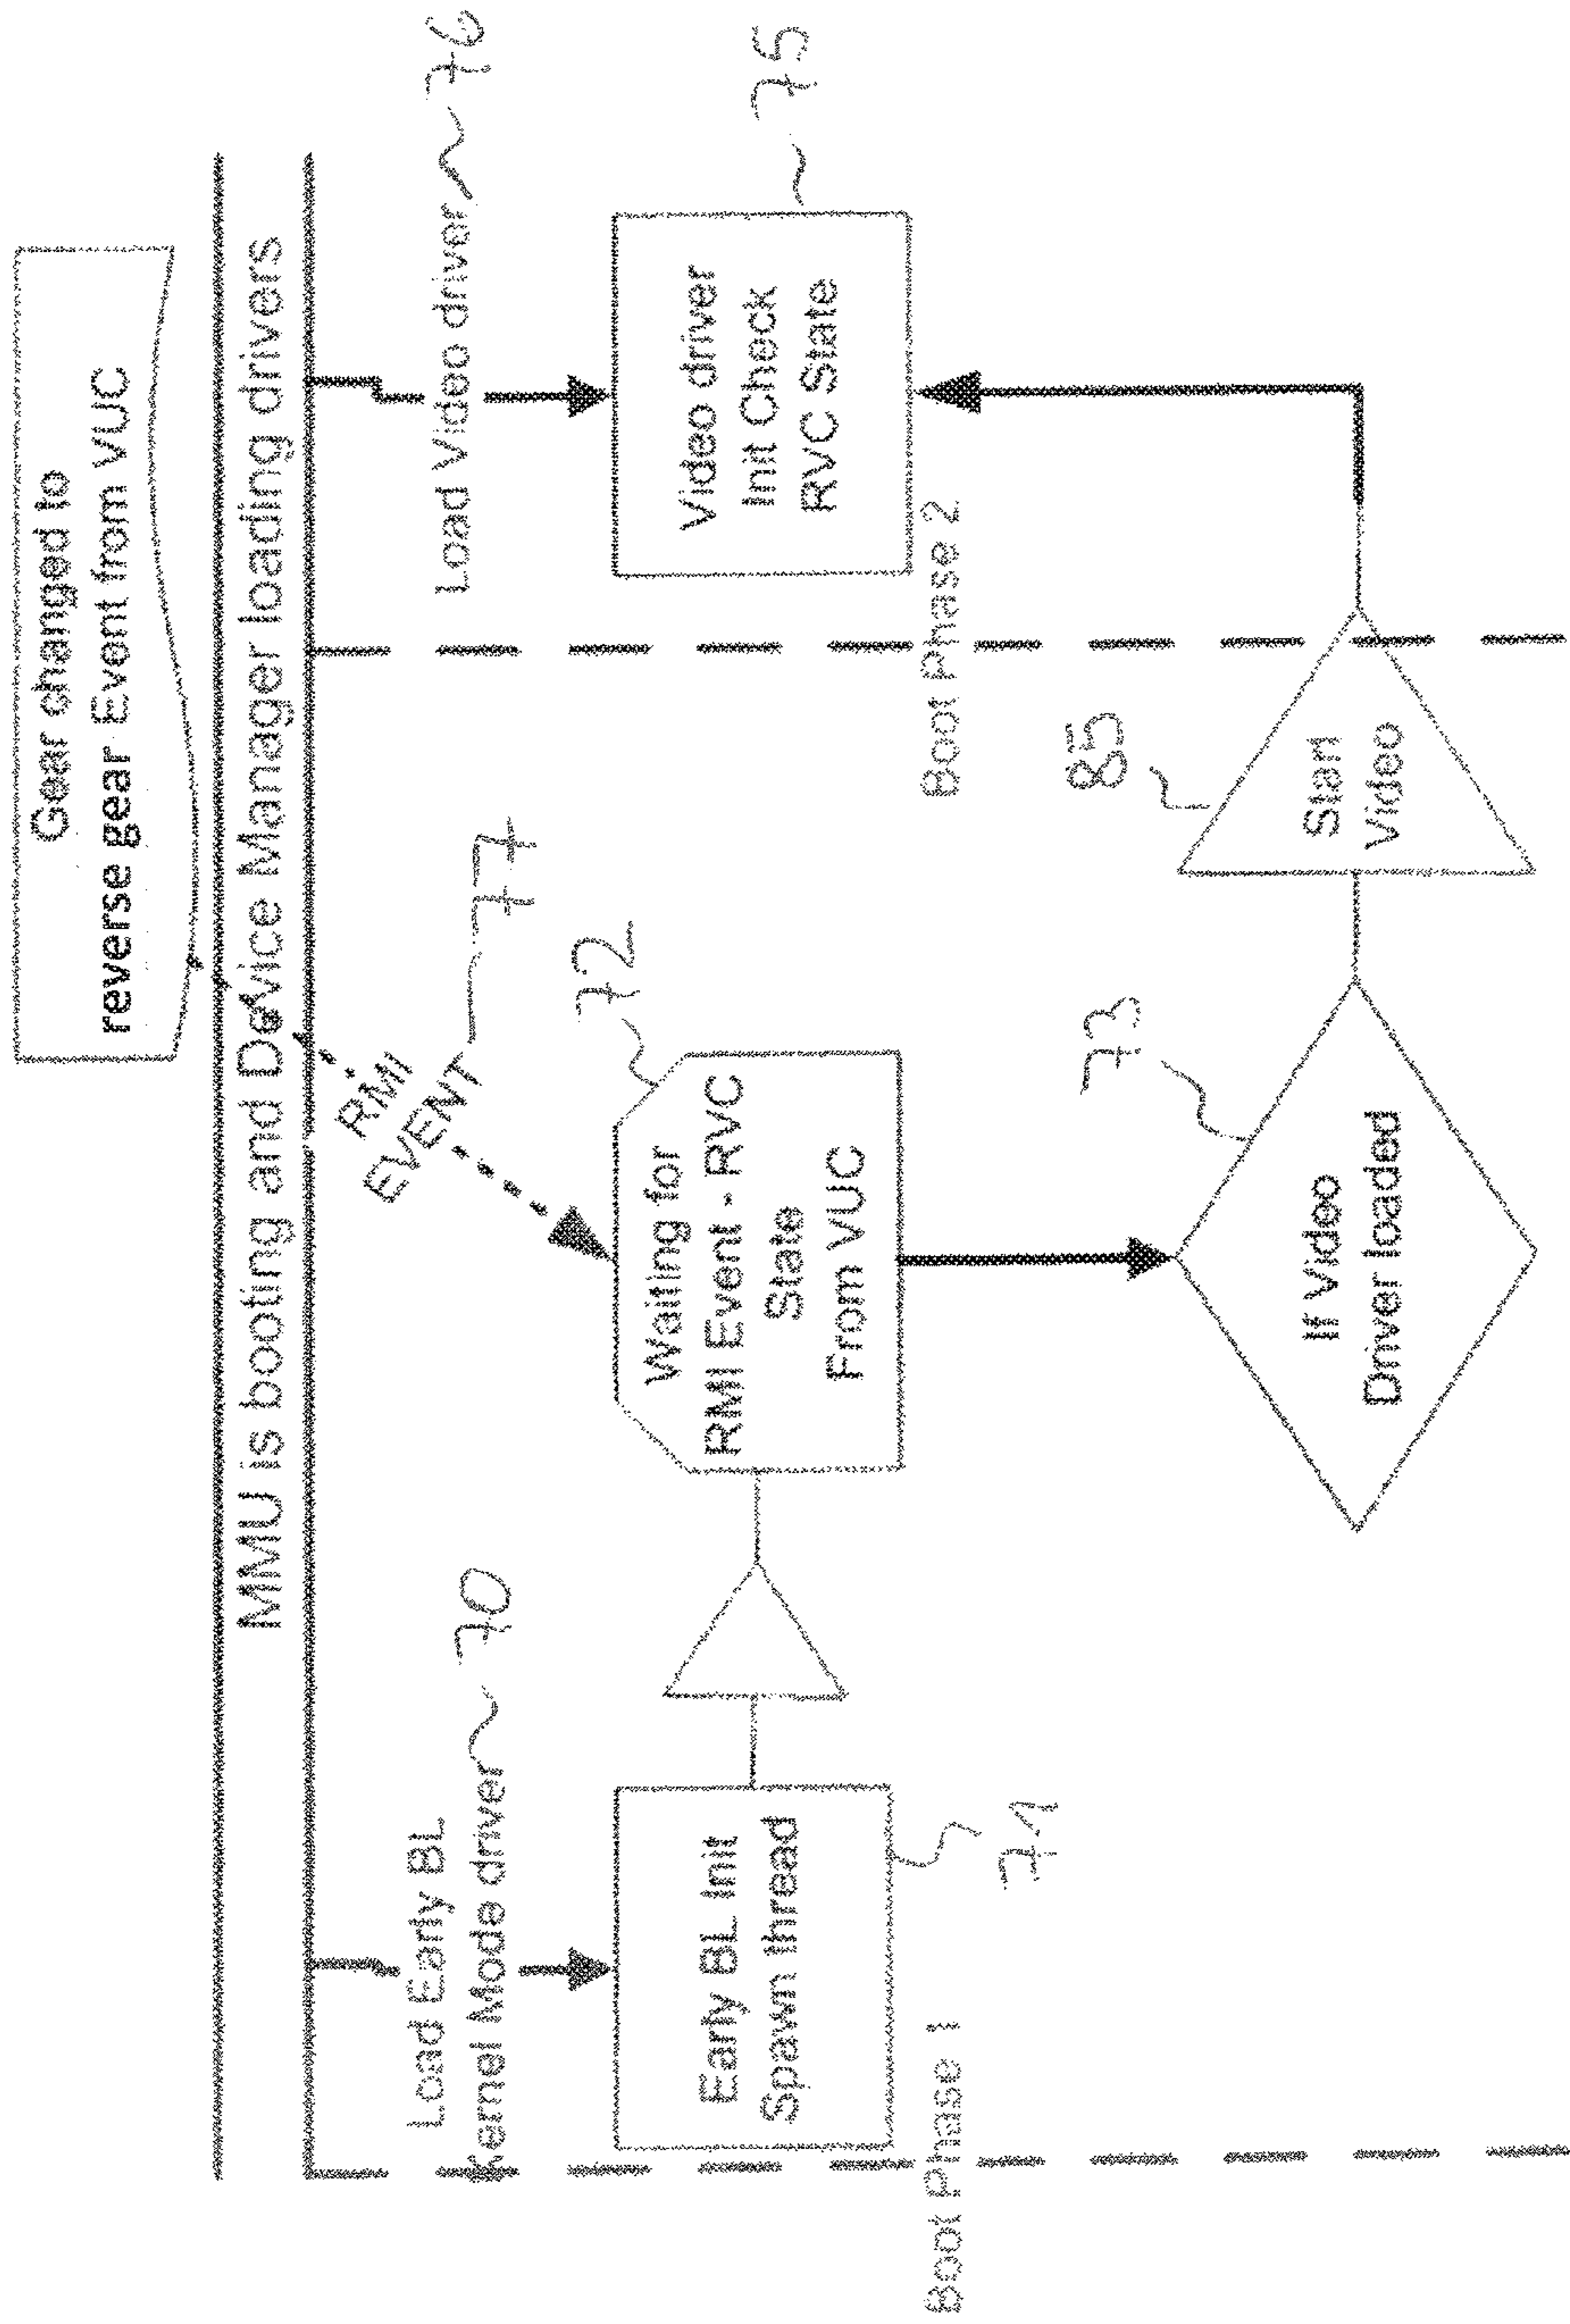 Gear changed to
reverse gear Event from VUC
MMU is booting and Device Manager loading drivers
Load Early BL
Kernel Mode driver 70
RMI
EVENT 77
Load Video driver 76
Early BL Init
Spawn thread
74
72
Waiting for
RMI Event - RVC
State
From VUC
Video driver
Init Check
RVC State
75
Boot Phase 1
Boot Phase 2
73
If Video
Driver loaded
85
Start
Video